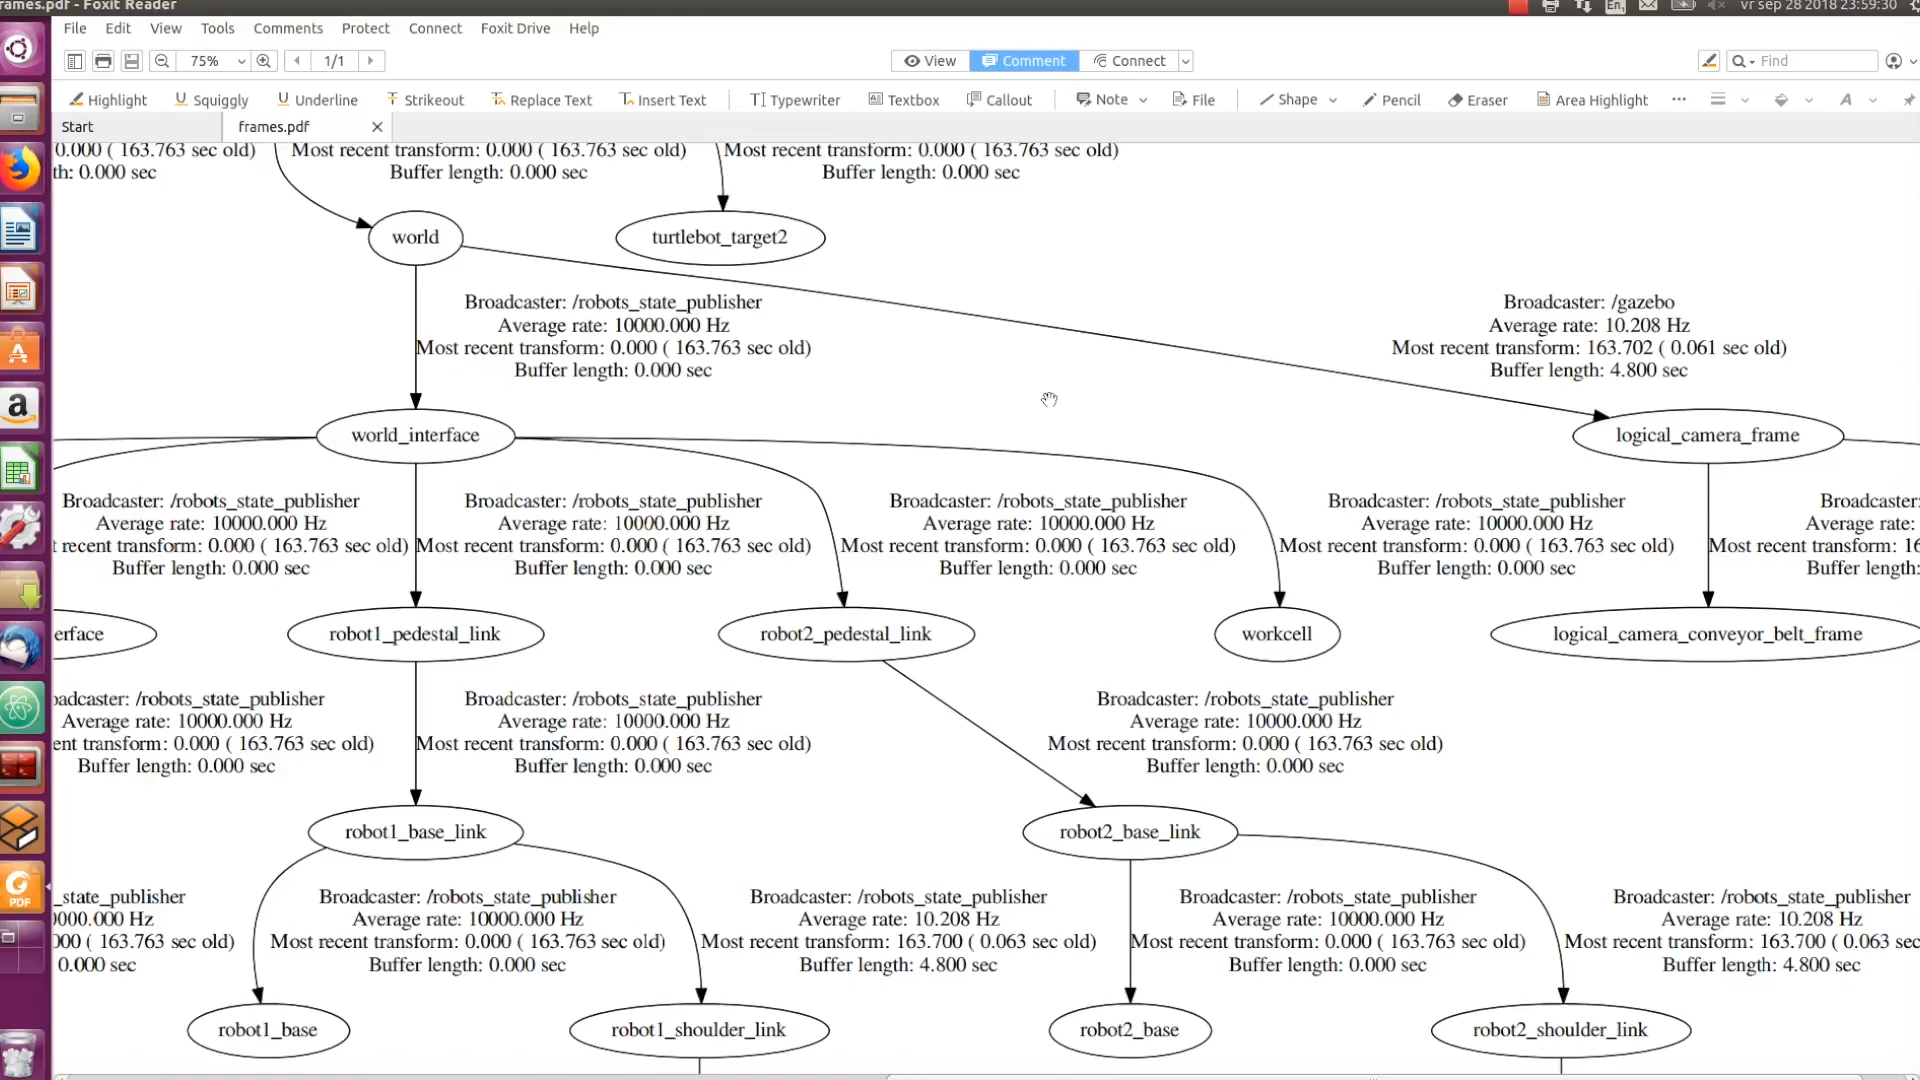 frames.pdf - Foxit Reader
vr sep 28 2018 23:59:30
File Edit View Tools Comments Protect Connect Foxit Drive Help
75% 1/1 View Comment Connect Find
Highlight Squiggly Underline Strikeout Replace Text Insert Text Typewriter Textbox Callout Note File Shape Pencil Eraser Area Highlight
Start frames.pdf
0.000 ( 163.763 sec old) Most recent transform: 0.000 ( 163.763 sec old) Most recent transform: 0.000 ( 163.763 sec old)
th: 0.000 sec Buffer length: 0.000 sec Buffer length: 0.000 sec
world turtlebot_target2
Broadcaster: /robots_state_publisher Broadcaster: /gazebo
Average rate: 10000.000 Hz Average rate: 10.208 Hz
Most recent transform: 0.000 ( 163.763 sec old) Most recent transform: 163.702 ( 0.061 sec old)
Buffer length: 0.000 sec Buffer length: 4.800 sec
world_interface logical_camera_frame
Broadcaster: /robots_state_publisher Broadcaster: /robots_state_publisher Broadcaster: /robots_state_publisher Broadcaster: /robots_state_publisher Broadcaster:
Average rate: 10000.000 Hz Average rate: 10000.000 Hz Average rate: 10000.000 Hz Average rate: 10000.000 Hz Average rate:
t recent transform: 0.000 ( 163.763 sec old) Most recent transform: 0.000 ( 163.763 sec old) Most recent transform: 0.000 ( 163.763 sec old) Most recent transform: 0.000 ( 163.763 sec old) Most recent transform: 16
Buffer length: 0.000 sec Buffer length: 0.000 sec Buffer length: 0.000 sec Buffer length: 0.000 sec Buffer length:
erface robot1_pedestal_link robot2_pedestal_link workcell logical_camera_conveyor_belt_frame
oadcaster: /robots_state_publisher Broadcaster: /robots_state_publisher Broadcaster: /robots_state_publisher
Average rate: 10000.000 Hz Average rate: 10000.000 Hz Average rate: 10000.000 Hz
ent transform: 0.000 ( 163.763 sec old) Most recent transform: 0.000 ( 163.763 sec old) Most recent transform: 0.000 ( 163.763 sec old)
Buffer length: 0.000 sec Buffer length: 0.000 sec Buffer length: 0.000 sec
robot1_base_link robot2_base_link
_state_publisher Broadcaster: /robots_state_publisher Broadcaster: /robots_state_publisher Broadcaster: /robots_state_publisher Broadcaster: /robots_state_publisher
0000.000 Hz Average rate: 10000.000 Hz Average rate: 10.208 Hz Average rate: 10000.000 Hz Average rate: 10.208 Hz
000 ( 163.763 sec old) Most recent transform: 0.000 ( 163.763 sec old) Most recent transform: 163.700 ( 0.063 sec old) Most recent transform: 0.000 ( 163.763 sec old) Most recent transform: 163.700 ( 0.063 sec
0.000 sec Buffer length: 0.000 sec Buffer length: 4.800 sec Buffer length: 0.000 sec Buffer length: 4.800 sec
robot1_base robot1_shoulder_link robot2_base robot2_shoulder_link